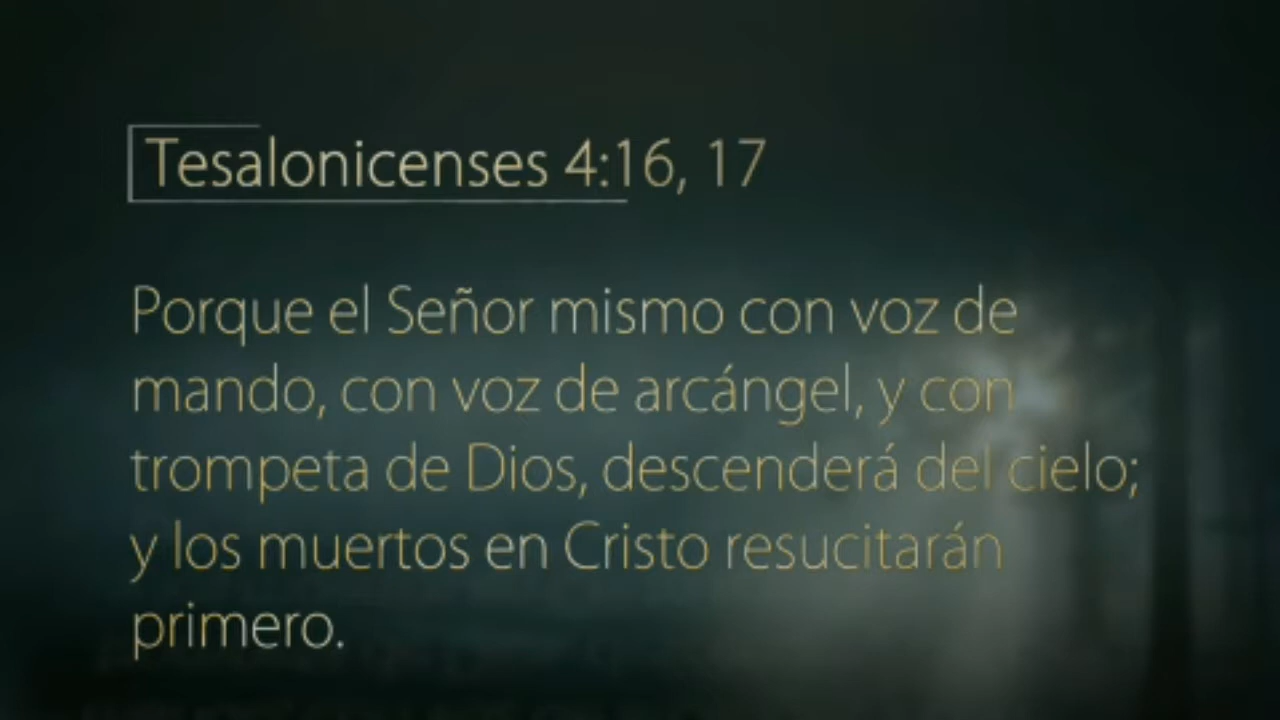 Tesalonicenses 4:16, 17
Porque el Señor mismo con voz de
mando, con voz de arcángel, y con
trompeta de Dios, descenderá del cielo;
y los muertos en Cristo resucitarán
primero.